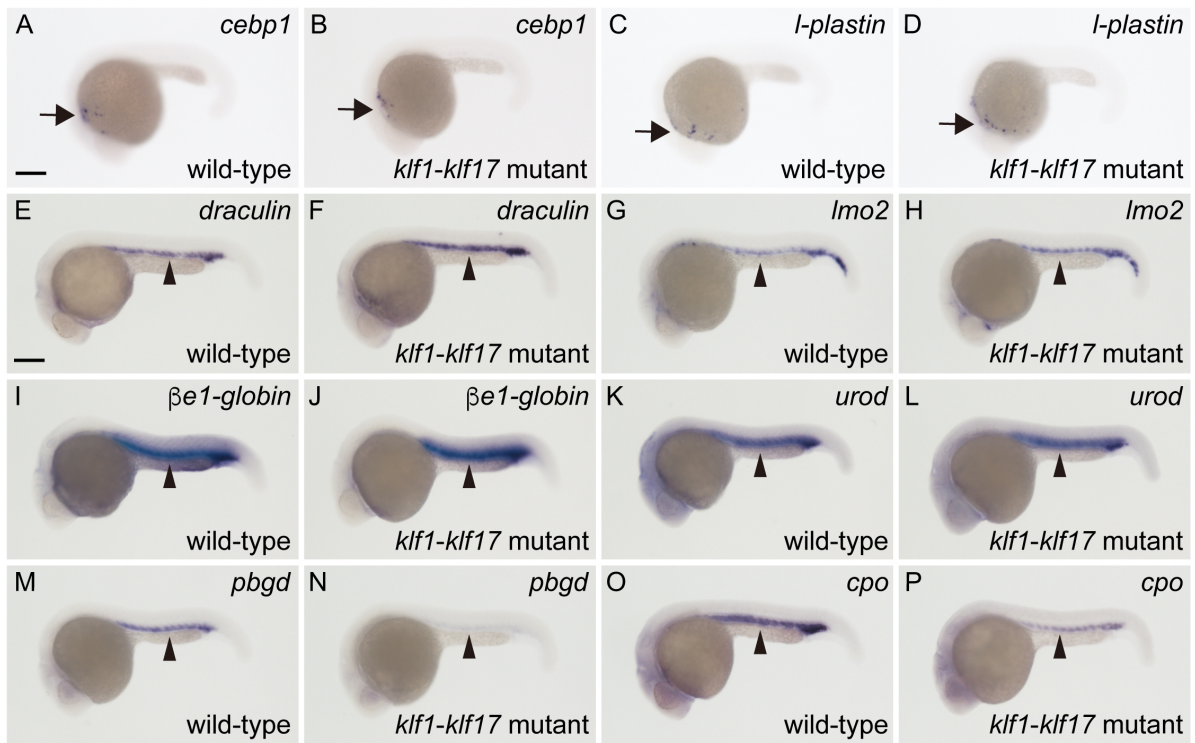 A cebp1
wild-type
B cebp1
klf1-klf17 mutant
C l-plastin
wild-type
D l-plastin
klf1-klf17 mutant
E draculin
wild-type
F draculin
klf1-klf17 mutant
G lmo2
wild-type
H lmo2
klf1-klf17 mutant
I βe1-globin
wild-type
J βe1-globin
klf1-klf17 mutant
K urod
wild-type
L urod
klf1-klf17 mutant
M pbgd
wild-type
N pbgd
klf1-klf17 mutant
O cpo
wild-type
P cpo
klf1-klf17 mutant